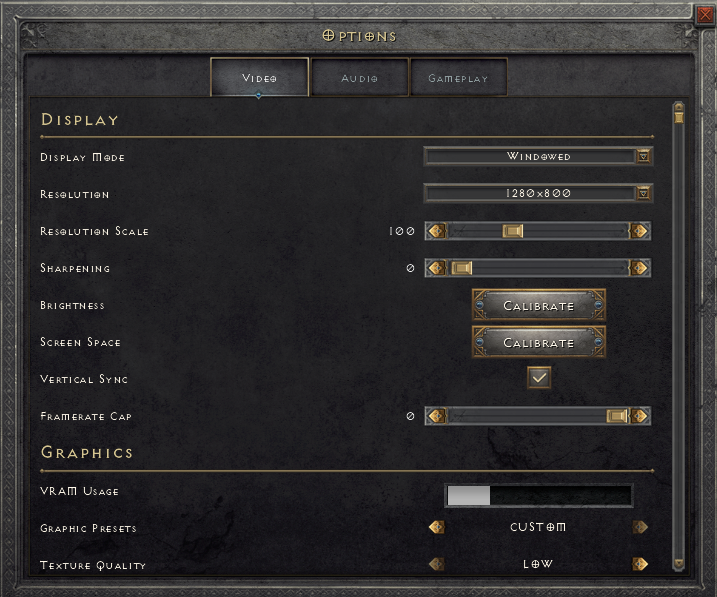 OPTIONS
VIDEO AUDIO GAMEPLAY
DISPLAY
DISPLAY MODE WINDOWED
RESOLUTION 1280x800
RESOLUTION SCALE 100
SHARPENING 0
BRIGHTNESS CALIBRATE
SCREEN SPACE CALIBRATE
VERTICAL SYNC
FRAMERATE CAP 0
GRAPHICS
VRAM USAGE
GRAPHIC PRESETS CUSTOM
TEXTURE QUALITY LOW